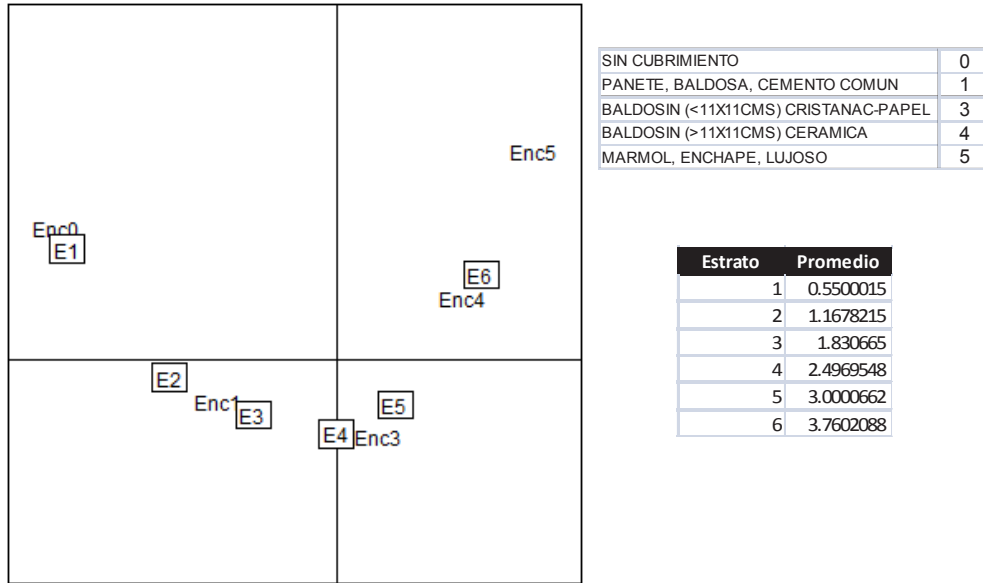 Enc5
Enc0
E1
E6
Enc4
E2
Enc1
E3
E5
E4
Enc3
SIN CUBRIMIENTO 0
PANETE, BALDOSA, CEMENTO COMUN 1
BALDOSIN (<11X11CMS) CRISTANAC-PAPEL 3
BALDOSIN (>11X11CMS) CERAMICA 4
MARMOL, ENCHAPE, LUJOSO 5
Estrato Promedio
1 0.5500015
2 1.1678215
3 1.830665
4 2.4969548
5 3.0000662
6 3.7602088